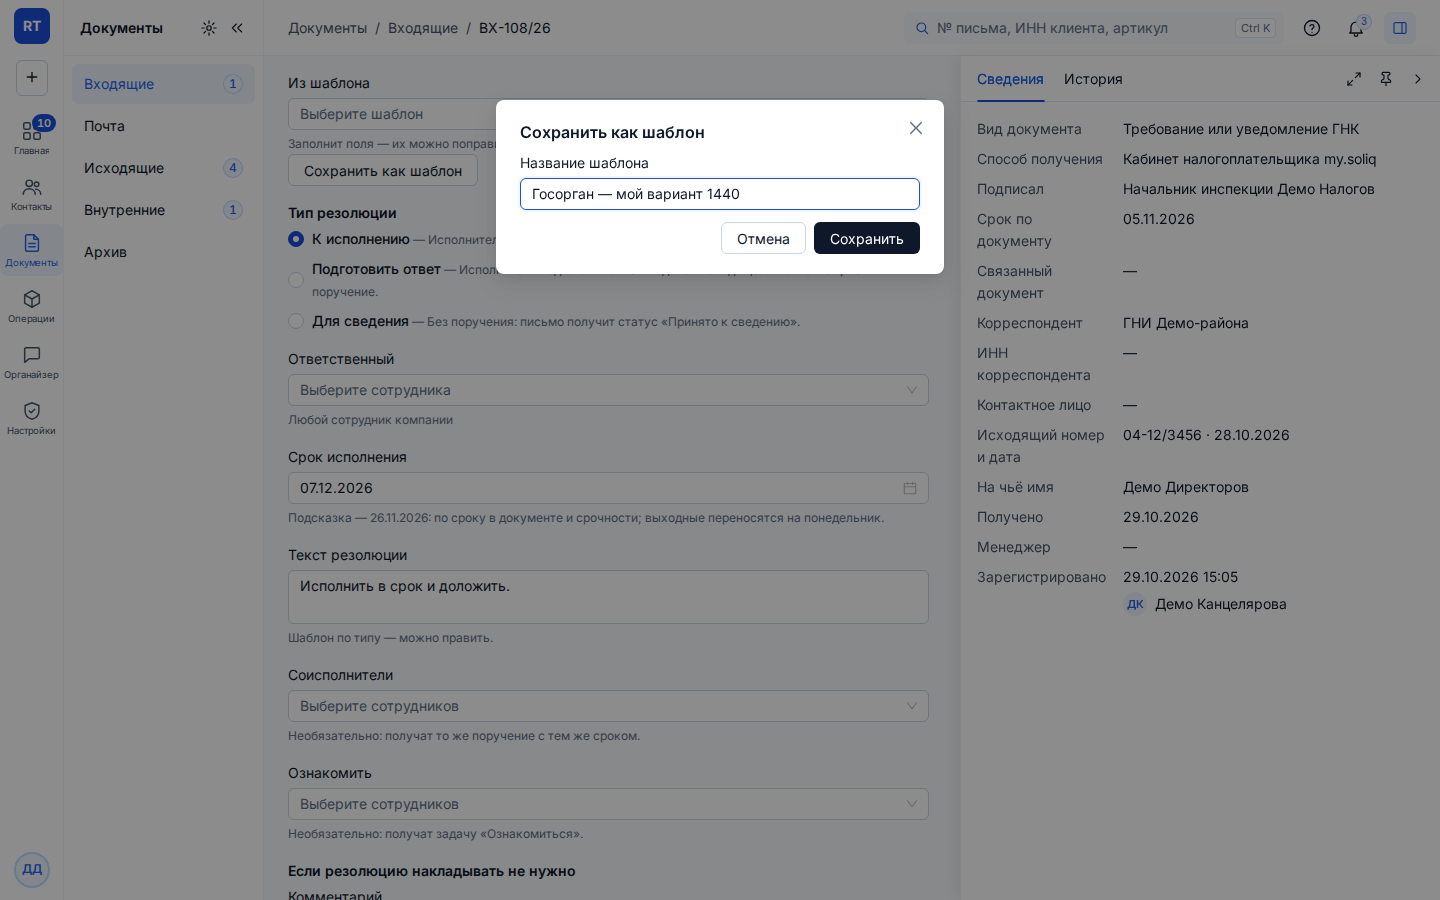 RT
Документы
Документы / Входящие / ВХ-108/26
№ письма, ИНН клиента, артикул
Ctrl K
3
10
Главная
Контакты
Документы
Операции
Органайзер
Настройки
ДД
Входящие 1
Почта
Исходящие 4
Внутренние 1
Архив
Из шаблона
Выберите шаблон
Заполнит поля — их можно
Сохранить как шаблон
Тип резолюции
К исполнению —
Подготовить ответ —
поручение.
Для сведения — Без поручения: письмо получит статус «Принято к сведению».
Ответственный
Выберите сотрудника
Любой сотрудник компании
Срок исполнения
07.12.2026
Подсказка — 26.11.2026: по сроку в документе и срочности; выходные переносятся на понедельник.
Текст резолюции
Исполнить в срок и доложить.
Шаблон по типу — можно править.
Соисполнители
Выберите сотрудников
Необязательно: получат то же поручение с тем же сроком.
Ознакомить
Выберите сотрудников
Необязательно: получат задачу «Ознакомиться».
Если резолюцию накладывать не нужно
Комментарий
Сохранить как шаблон
Название шаблона
Госорган — мой вариант 1440
Отмена
Сохранить
Сведения
История
Вид документа Требование или уведомление ГНК
Способ получения Кабинет налогоплательщика my.soliq
Подписал Начальник инспекции Демо Налогов
Срок по 05.11.2026
документу
Связанный —
документ
Корреспондент ГНИ Демо-района
ИНН —
корреспондента
Контактное лицо —
Исходящий номер 04-12/3456 · 28.10.2026
и дата
На чьё имя Демо Директоров
Получено 29.10.2026
Менеджер —
Зарегистрировано 29.10.2026 15:05
ДК Демо Канцелярова